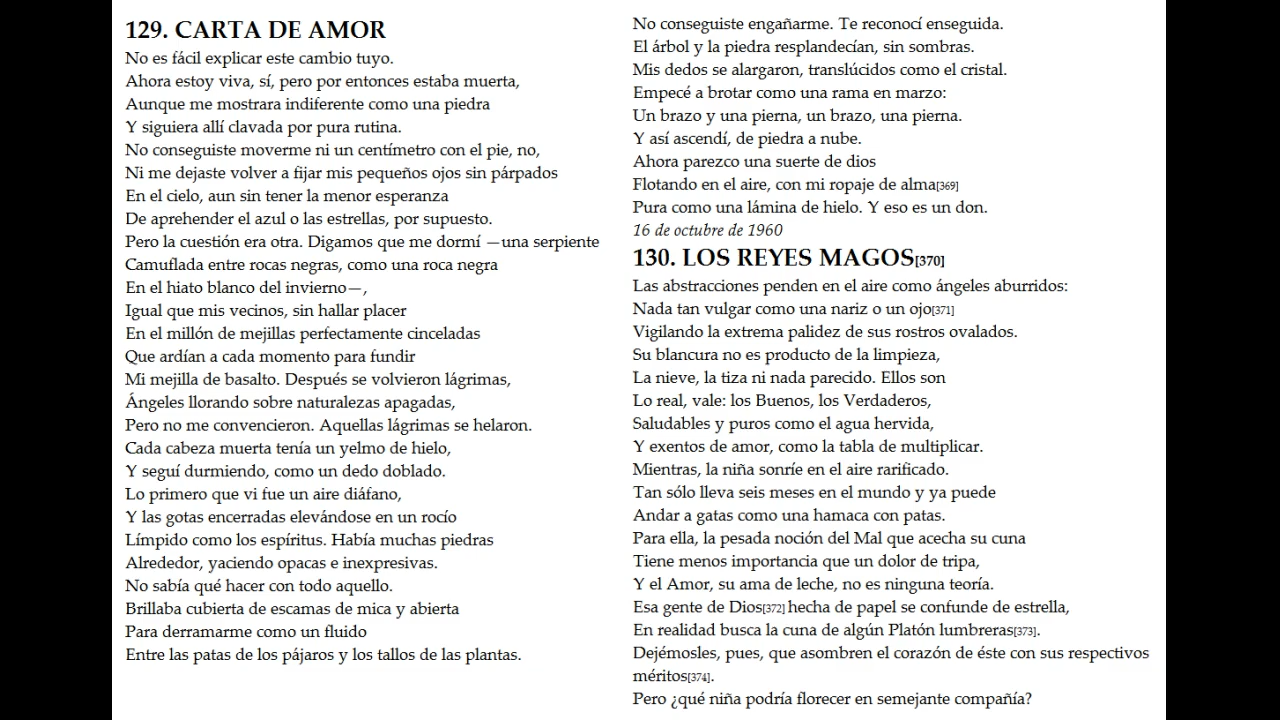 129. CARTA DE AMOR
No es fácil explicar este cambio tuyo.
Ahora estoy viva, sí, pero por entonces estaba muerta,
Aunque me mostrara indiferente como una piedra
Y siguiera allí clavada por pura rutina.
No conseguiste moverme ni un centímetro con el pie, no,
Ni me dejaste volver a fijar mis pequeños ojos sin párpados
En el cielo, aun sin tener la menor esperanza
De aprehender el azul o las estrellas, por supuesto.
Pero la cuestión era otra. Digamos que me dormí —una serpiente
Camuflada entre rocas negras, como una roca negra
En el hiato blanco del invierno—,
Igual que mis vecinos, sin hallar placer
En el millón de mejillas perfectamente cinceladas
Que ardían a cada momento para fundir
Mi mejilla de basalto. Después se volvieron lágrimas,
Ángeles llorando sobre naturalezas apagadas,
Pero no me convencieron. Aquellas lágrimas se helaron.
Cada cabeza muerta tenía un yelmo de hielo,
Y seguí durmiendo, como un dedo doblado.
Lo primero que vi fue un aire diáfano,
Y las gotas encerradas elevándose en un rocío
Límpido como los espíritus. Había muchas piedras
Alrededor, yaciendo opacas e inexpresivas.
No sabía qué hacer con todo aquello.
Brillaba cubierta de escamas de mica y abierta
Para derramarme como un fluido
Entre las patas de los pájaros y los tallos de las plantas.
No conseguiste engañarme. Te reconocí enseguida.
El árbol y la piedra resplandecían, sin sombras.
Mis dedos se alargaron, translúcidos como el cristal.
Empecé a brotar como una rama en marzo:
Un brazo y una pierna, un brazo, una pierna.
Y así ascendí, de piedra a nube.
Ahora parezco una suerte de dios
Flotando en el aire, con mi ropaje de alma[369]
Pura como una lámina de hielo. Y eso es un don.
16 de octubre de 1960
130. LOS REYES MAGOS[370]
Las abstracciones penden en el aire como ángeles aburridos:
Nada tan vulgar como una nariz o un ojo[371]
Vigilando la extrema palidez de sus rostros ovalados.
Su blancura no es producto de la limpieza,
La nieve, la tiza ni nada parecido. Ellos son
Lo real, vale: los Buenos, los Verdaderos,
Saludables y puros como el agua hervida,
Y exentos de amor, como la tabla de multiplicar.
Mientras, la niña sonríe en el aire rarificado.
Tan sólo lleva seis meses en el mundo y ya puede
Andar a gatas como una hamaca con patas.
Para ella, la pesada noción del Mal que acecha su cuna
Tiene menos importancia que un dolor de tripa,
Y el Amor, su ama de leche, no es ninguna teoría.
Esa gente de Dios[372] hecha de papel se confunde de estrella,
En realidad busca la cuna de algún Platón lumbreras[373].
Dejémosles, pues, que asombren el corazón de éste con sus respectivos
méritos[374].
Pero ¿qué niña podría florecer en semejante compañía?